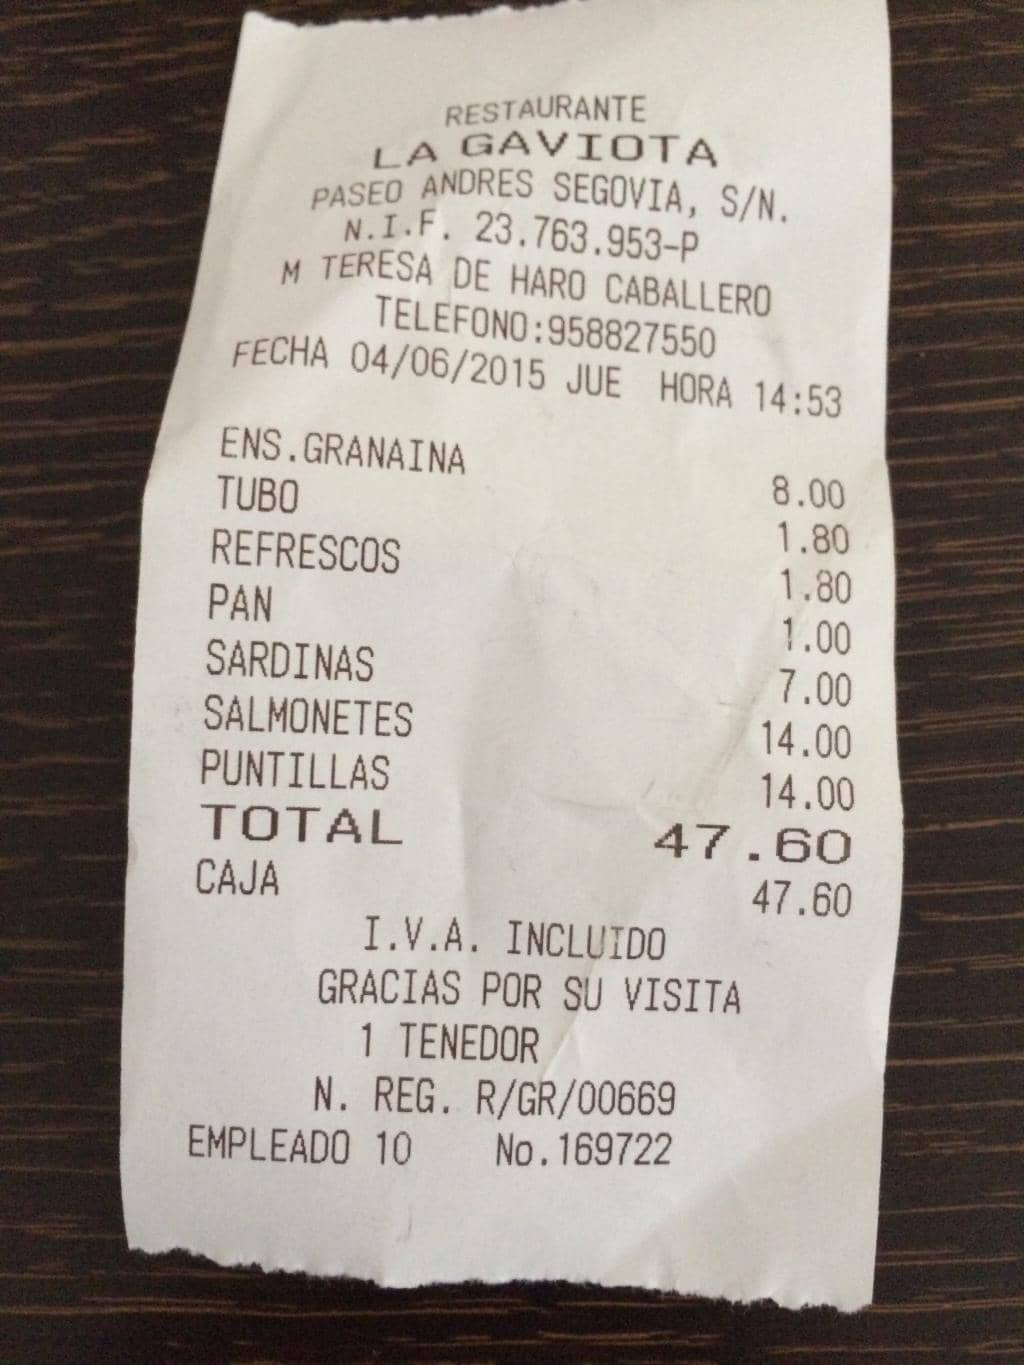 RESTAURANTE
LA GAVIOTA
PASEO ANDRES SEGOVIA, S/N.
N.I.F. 23.763.953-P
M TERESA DE HARO CABALLERO
TELEFONO:958827550
FECHA 04/06/2015 JUE HORA 14:53
ENS.GRANAINA 8.00
TUBO 1.80
REFRESCOS 1.80
PAN 1.00
SARDINAS 7.00
SALMONETES 14.00
PUNTILLAS 14.00
TOTAL 47.60
CAJA 47.60
I.V.A. INCLUIDO
GRACIAS POR SU VISITA
1 TENEDOR
N. REG. R/GR/00669
EMPLEADO 10 No.169722